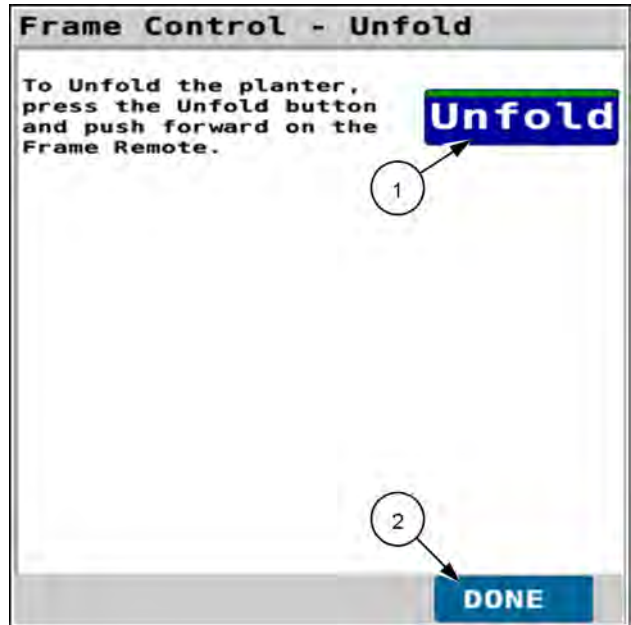 Frame Control - Unfold
To Unfold the planter,
press the Unfold button
and push forward on the
Frame Remote.
Unfold
1
2
DONE